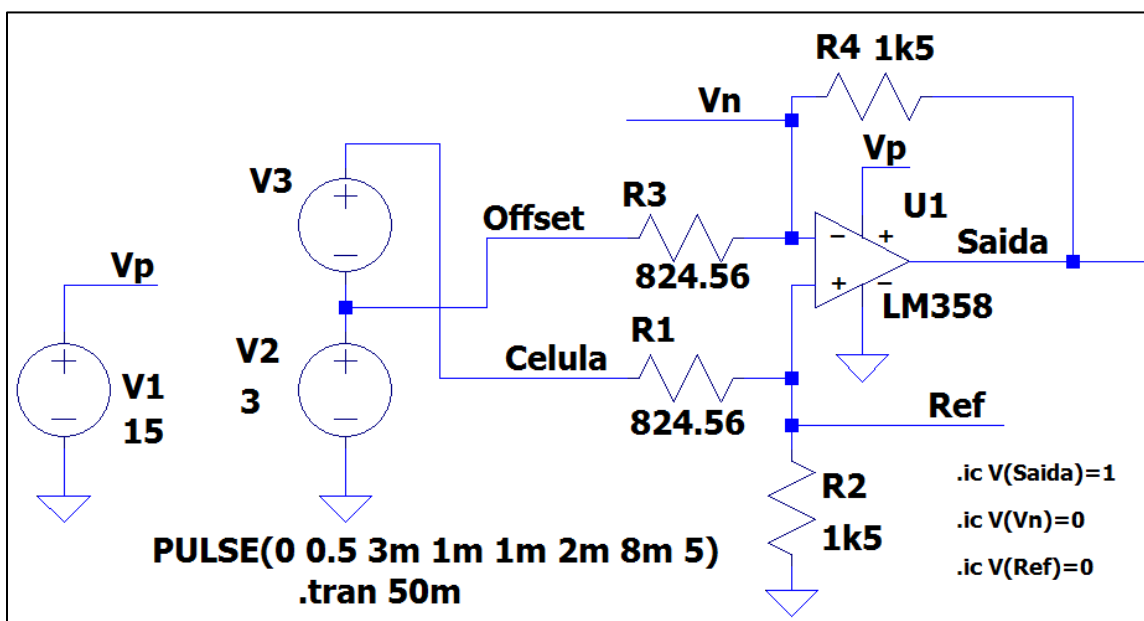 R4 1k5
Vn
Vp
V3
R3
U1
Offset
Saida
− +
Vp
824.56
+ −
LM358
R1
V2
Celula
V1
3
Ref
15
824.56
R2
.ic V(Saida)=1
1k5
.ic V(Vn)=0
PULSE(0 0.5 3m 1m 1m 2m 8m 5)
.ic V(Ref)=0
.tran 50m